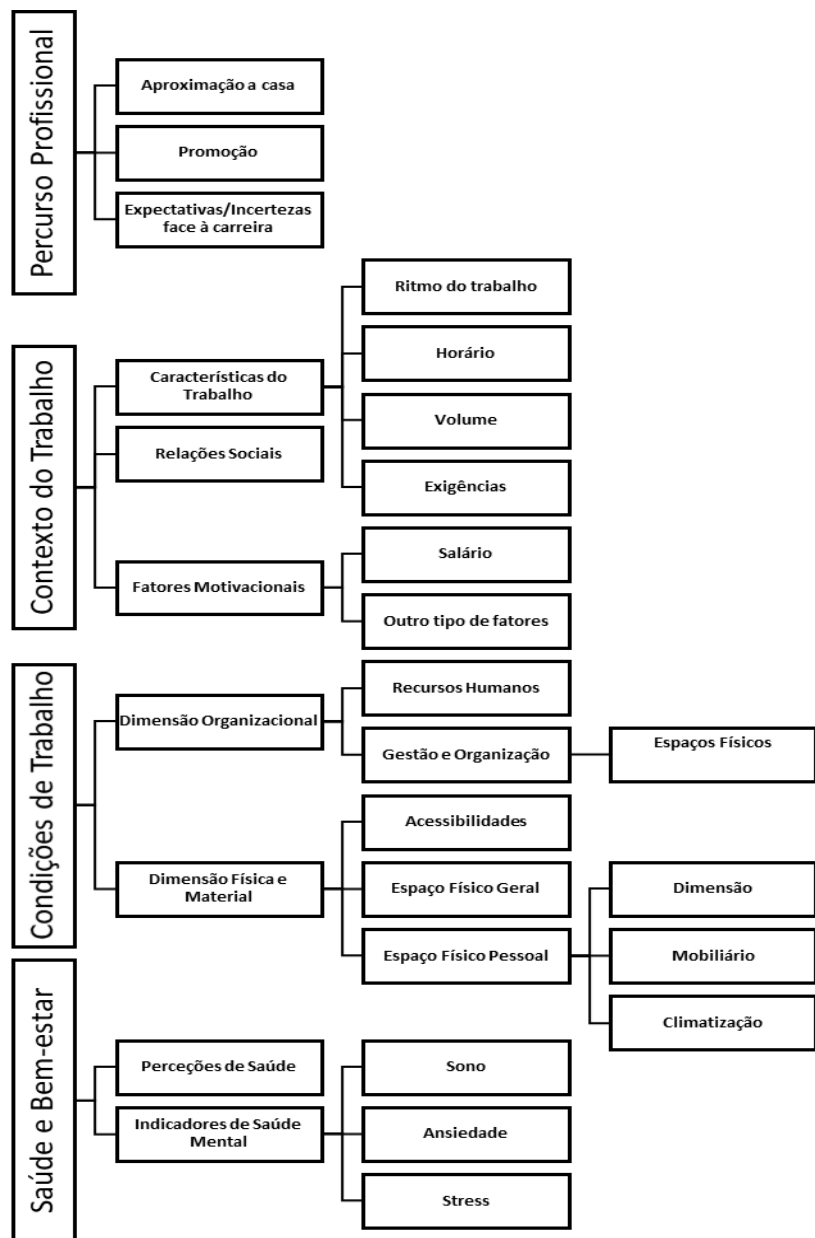 Percurso Profissional
Aproximação a casa
Promoção
Expectativas/Incertezas
face à carreira
Contexto do Trabalho
Características do
Trabalho
Ritmo do trabalho
Horário
Volume
Exigências
Relações Sociais
Fatores Motivacionais
Salário
Outro tipo de fatores
Condições de Trabalho
Dimensão Organizacional
Recursos Humanos
Gestão e Organização
Espaços Físicos
Dimensão Física e
Material
Acessibilidades
Espaço Físico Geral
Espaço Físico Pessoal
Dimensão
Mobiliário
Climatização
Saúde e Bem-estar
Perceções de Saúde
Indicadores de Saúde
Mental
Sono
Ansiedade
Stress